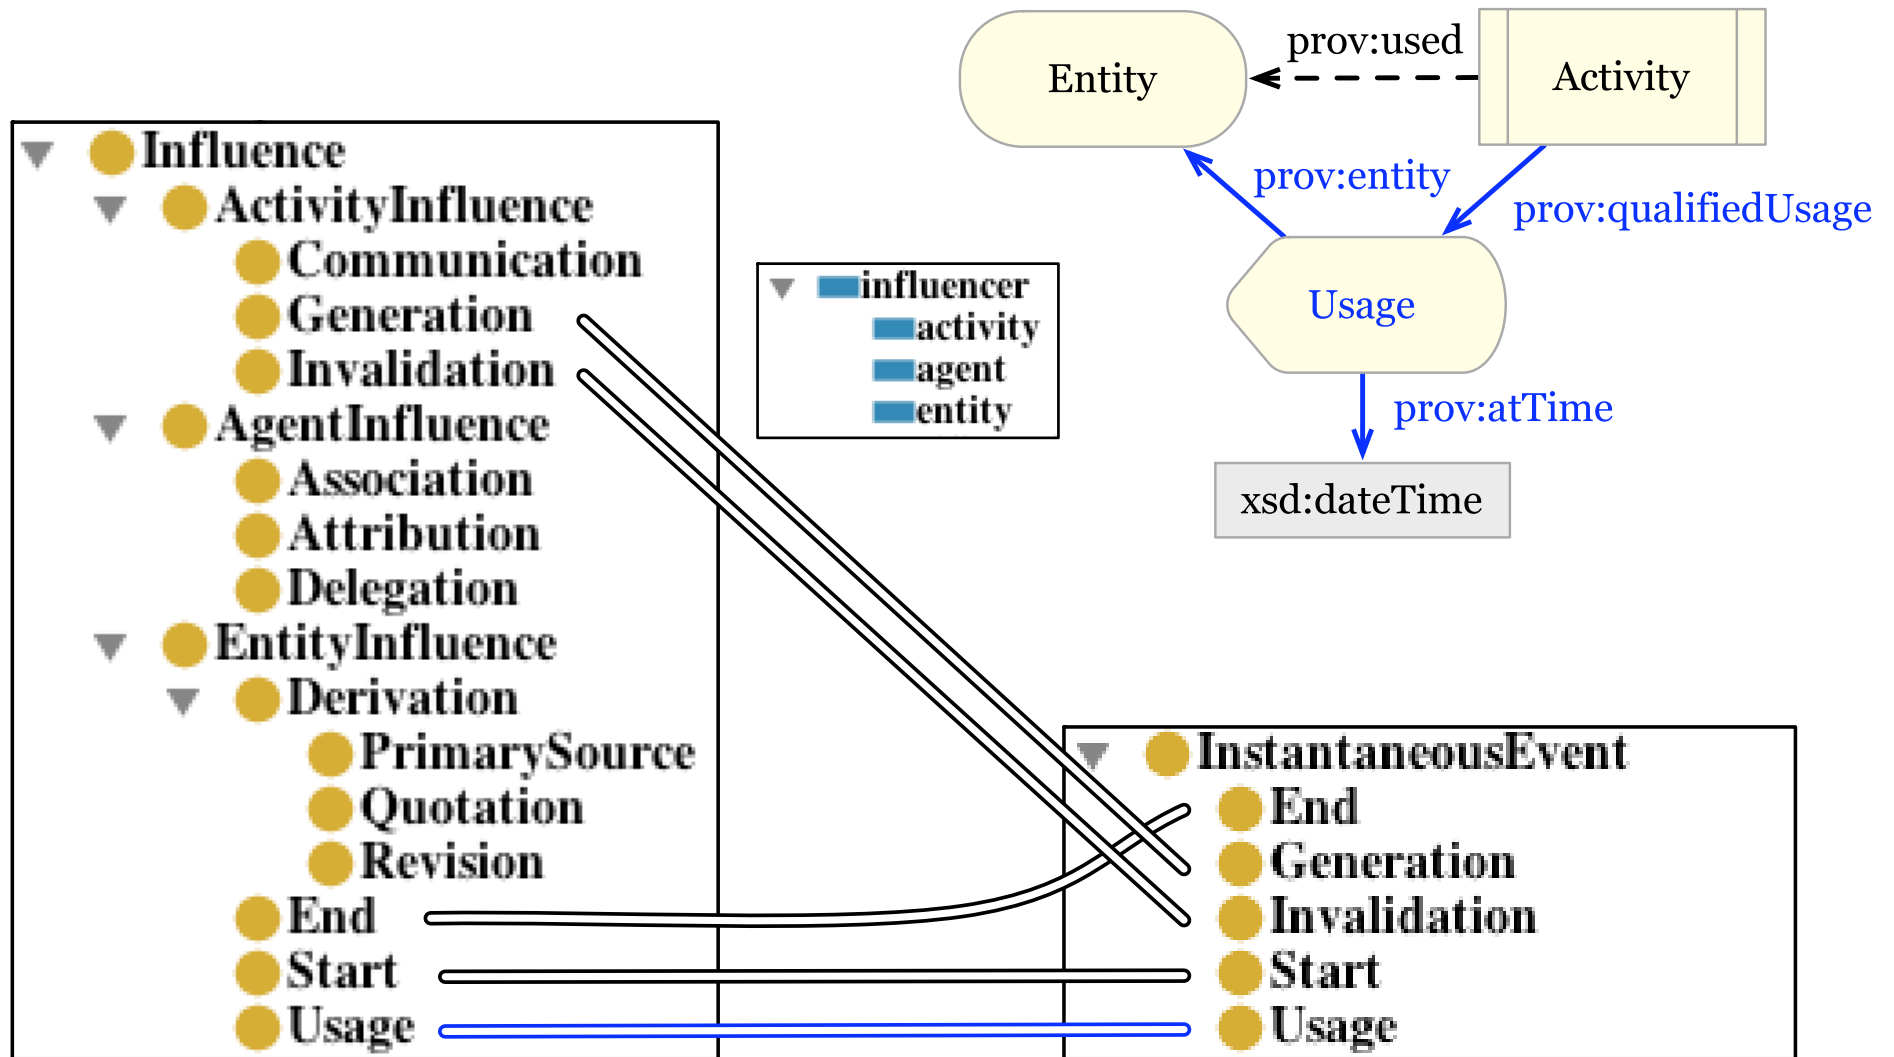 Influence
ActivityInfluence
Communication
Generation
Invalidation
AgentInfluence
Association
Attribution
Delegation
EntityInfluence
Derivation
PrimarySource
Quotation
Revision
End
Start
Usage
influencer
activity
agent
entity
Entity
prov:used
Activity
prov:entity
prov:qualifiedUsage
Usage
prov:atTime
xsd:dateTime
InstantaneousEvent
End
Generation
Invalidation
Start
Usage